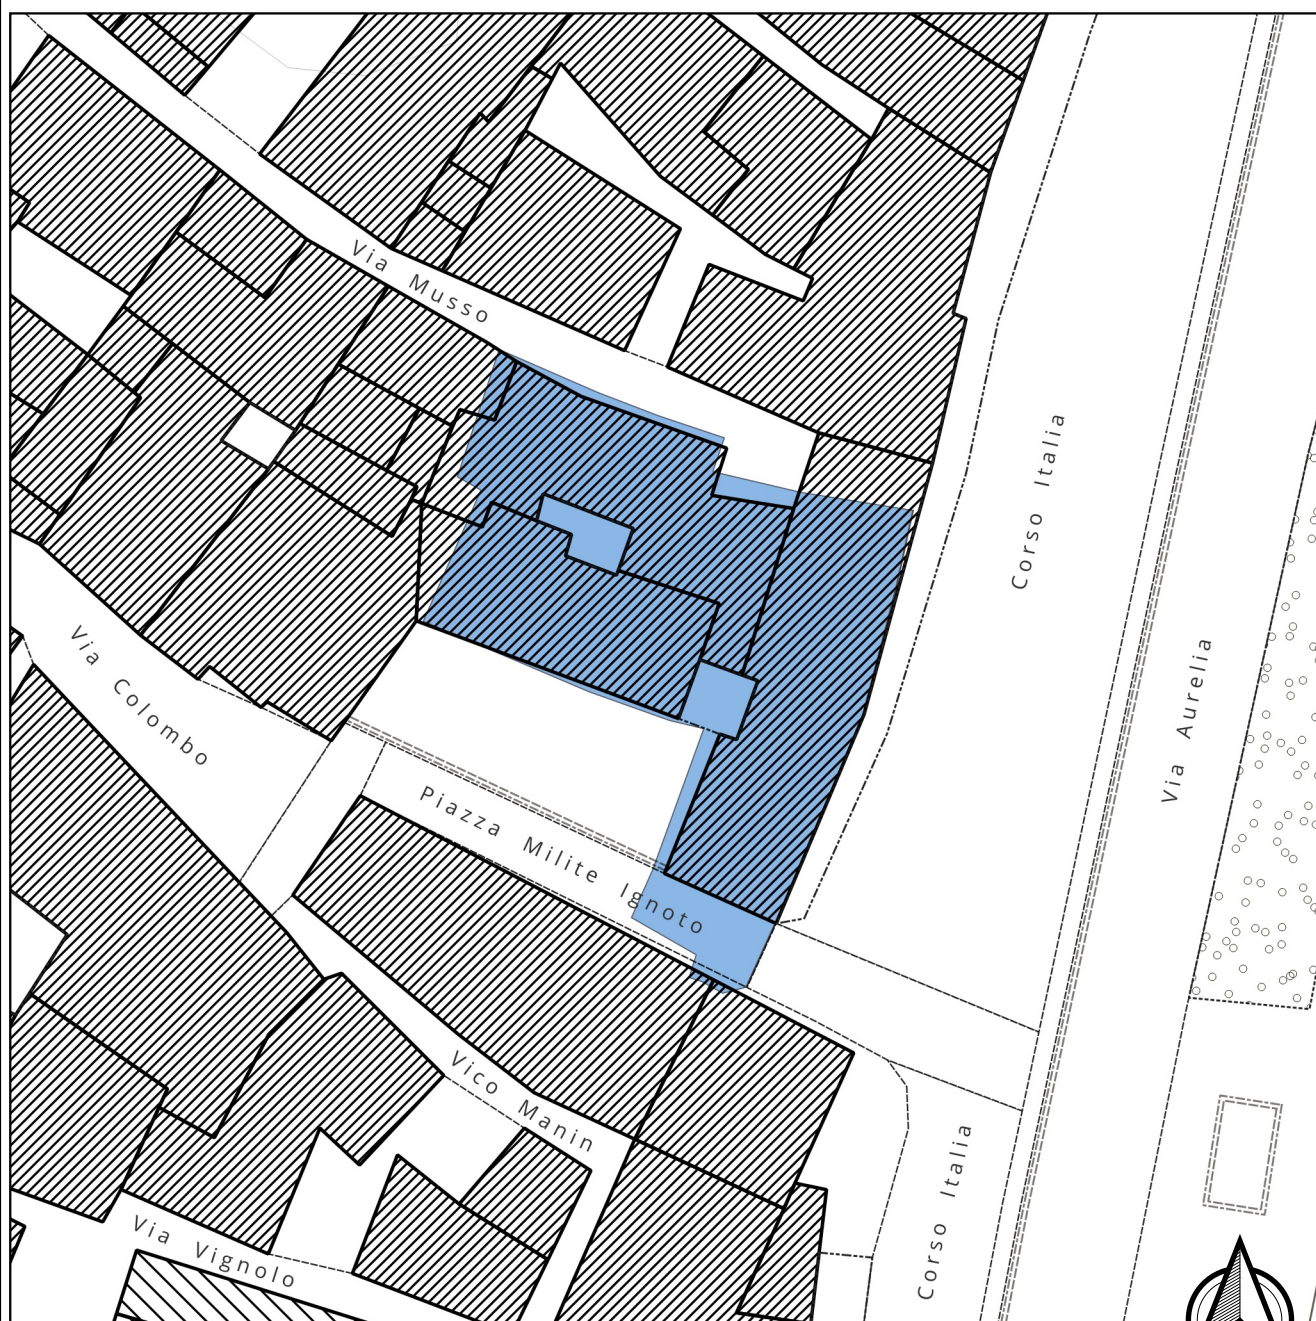 Via Musso
Corso Italia
Via Aurelia
Via Colombo
Piazza Milite Ignoto
Vico Manin
Corso Italia
Via Vignolo